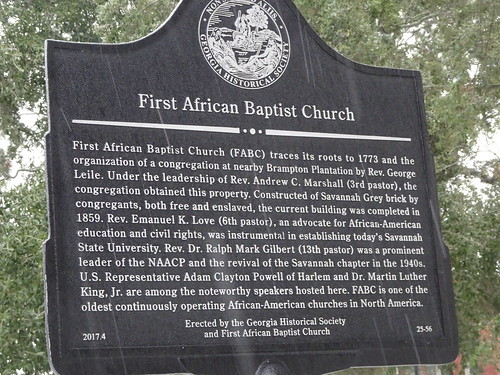 NON
ALIIS
GEORGIA HISTORICAL SOCIETY
First African Baptist Church
First African Baptist Church (FABC) traces its roots to 1773 and the
organization of a congregation at nearby Brampton Plantation by Rev. George
Leile. Under the leadership of Rev. Andrew C. Marshall (3rd pastor), the
congregation obtained this property. Constructed of Savannah Grey brick by
congregants, both free and enslaved, the current building was completed in
1859. Rev. Emanuel K. Love (6th pastor), an advocate for African-American
education and civil rights, was instrumental in establishing today's Savannah
State University. Rev. Dr. Ralph Mark Gilbert (13th pastor) was a prominent
leader of the NAACP and the revival of the Savannah chapter in the 1940s.
U.S. Representative Adam Clayton Powell of Harlem and Dr. Martin Luther
King, Jr. are among the noteworthy speakers hosted here. FABC is one of the
oldest continuously operating African-American churches in North America.
Erected by the Georgia Historical Society
and First African Baptist Church
2017.4 25-56